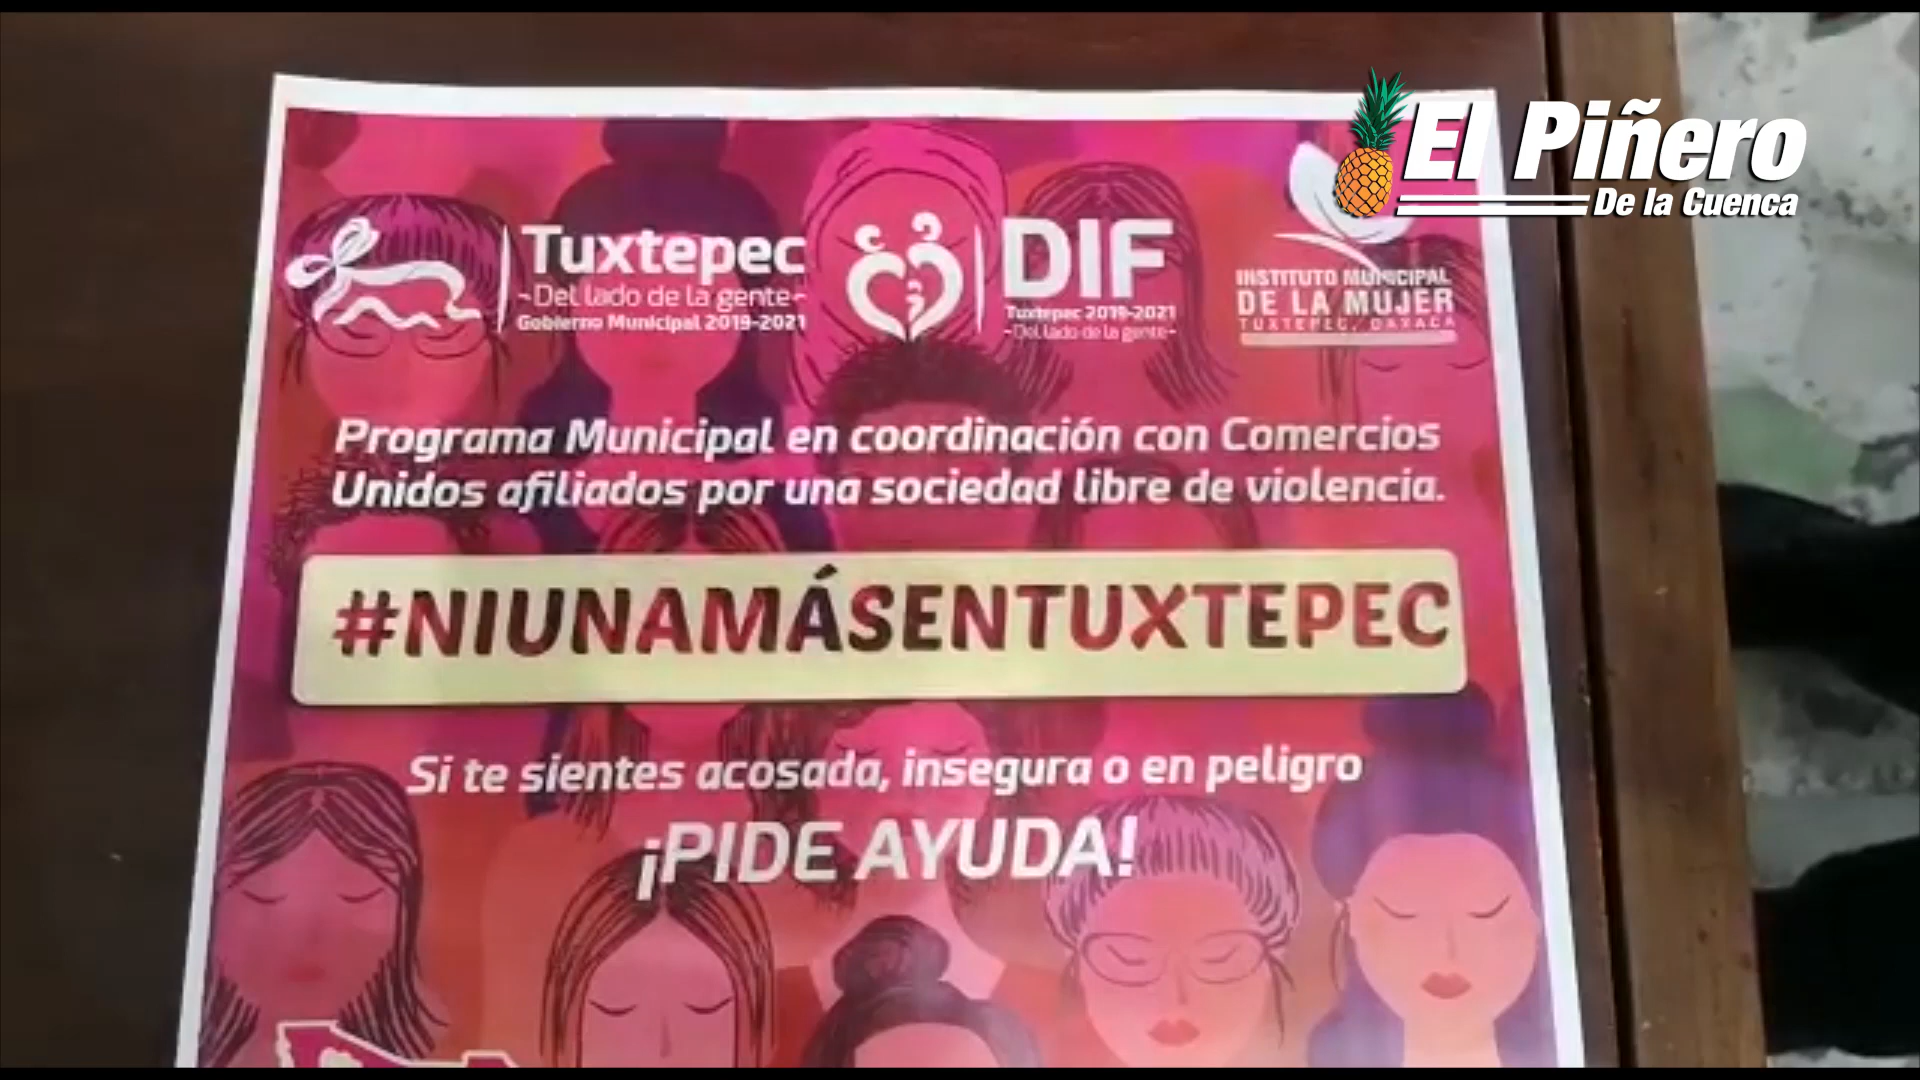 El Piñero
De la Cuenca
Tuxtepec
~Del lado de la gente~
Gobierno Municipal 2019-2021
DIF
Tuxtepec 2019-2021
~Del lado de la gente~
INSTITUTO MUNICIPAL
DE LA MUJER
TUXTEPEC, OAXACA
Programa Municipal en coordinación con Comercios
Unidos afiliados por una sociedad libre de violencia.
#NIUNAMÁSENTUXTEPEC
Si te sientes acosada, insegura o en peligro
¡PIDE AYUDA!